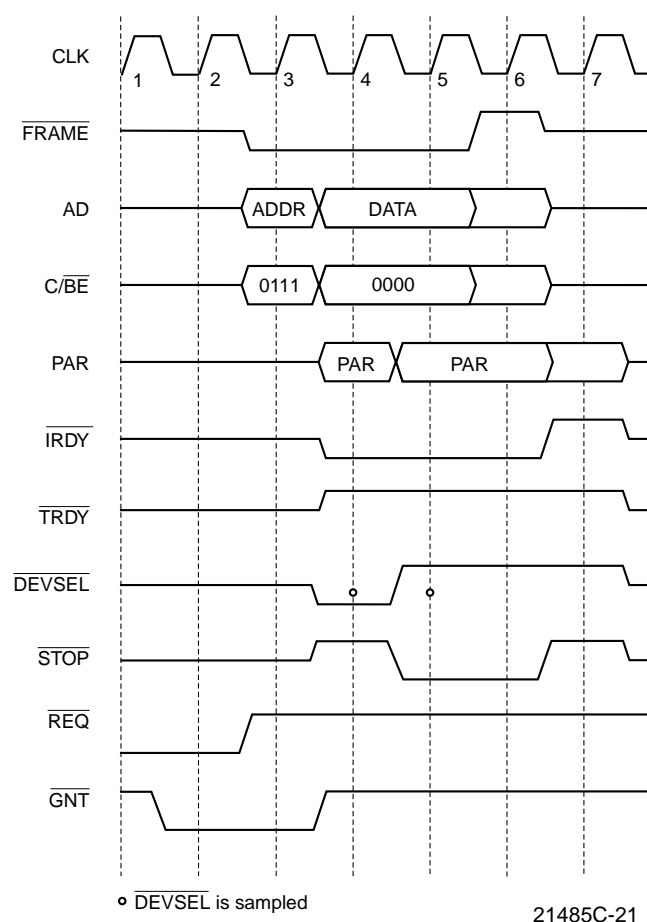 CLK
1 2 3 4 5 6 7
FRAME
AD
ADDR DATA
C/BE
0111 0000
PAR
PAR PAR
IRDY
TRDY
DEVSEL
STOP
REQ
GNT
DEVSEL is sampled
21485C-21